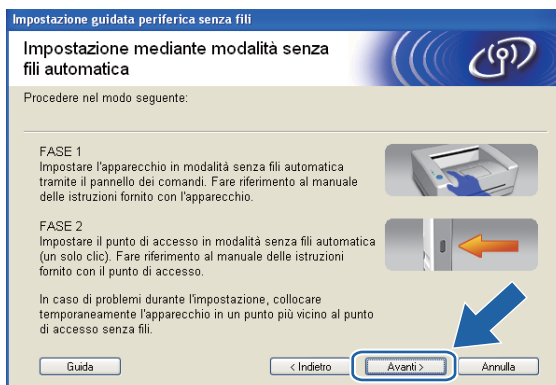 Impostazione guidata periferica senza fili
Impostazione mediante modalità senza
fili automatica
Procedere nel modo seguente:
FASE 1
Impostare l'apparecchio in modalità senza fili automatica
tramite il pannello dei comandi. Fare riferimento al manuale
delle istruzioni fornito con l'apparecchio.
FASE 2
Impostare il punto di accesso in modalità senza fili automatica
(un solo clic). Fare riferimento al manuale delle istruzioni
fornito con il punto di accesso.
In caso di problemi durante l'impostazione, collocare
temporaneamente l'apparecchio in un punto più vicino al punto
di accesso senza fili.
Guida < Indietro Avanti > Annulla